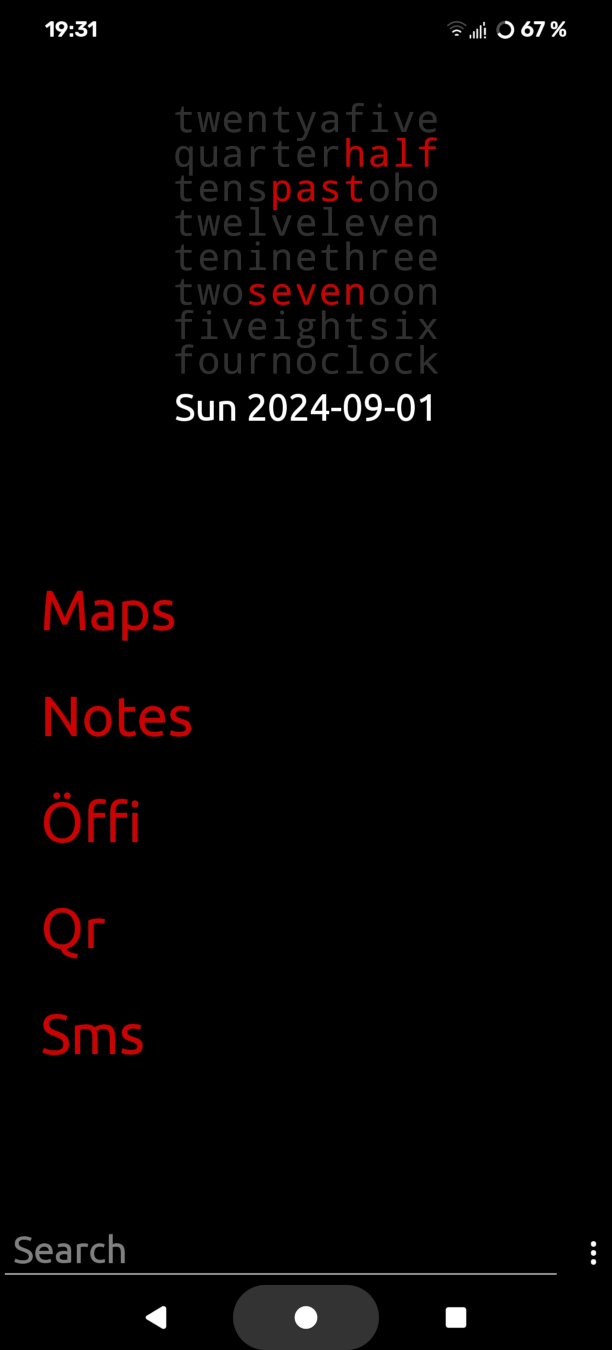 19:31 67 %
twentyafive
quarterhalf
tenspastoho
twelveleven
teninethree
twosevenoon
fiveightsix
fournoclock
Sun 2024-09-01
Maps
Notes
Öffi
Qr
Sms
Search